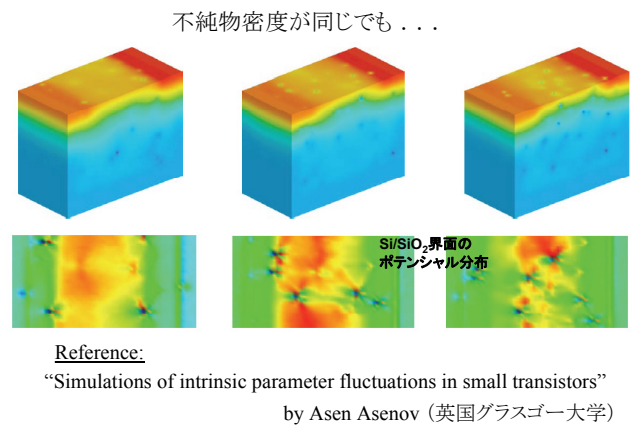 不純物密度が同じでも . . .
Si/SiO₂界面の
ポテンシャル分布
Reference:
“Simulations of intrinsic parameter fluctuations in small transistors”
by Asen Asenov（英国グラスゴー大学）